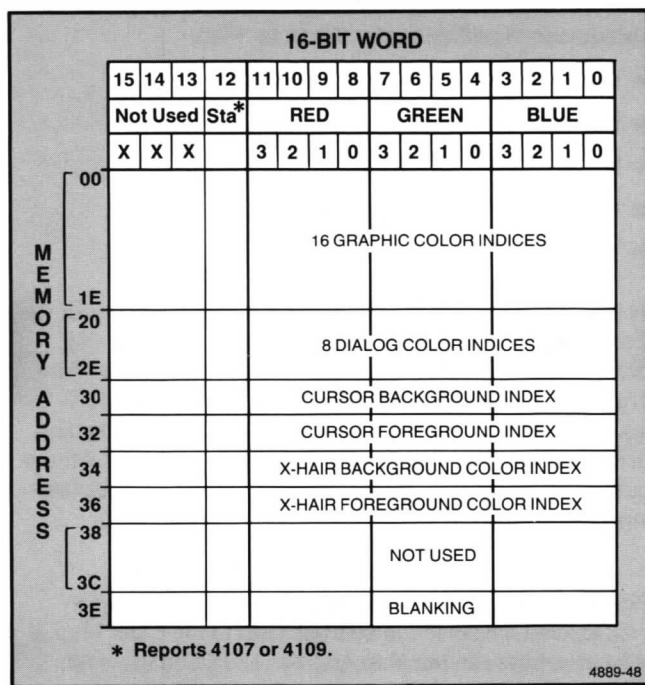 16-BIT WORD
15 14 13 12 11 10 9 8 7 6 5 4 3 2 1 0
Not Used Sta* RED GREEN BLUE
X X X 3 2 1 0 3 2 1 0 3 2 1 0
MEMORY ADDRESS
00
16 GRAPHIC COLOR INDICES
1E
20
8 DIALOG COLOR INDICES
2E
30 CURSOR BACKGROUND INDEX
32 CURSOR FOREGROUND INDEX
34 X-HAIR BACKGROUND COLOR INDEX
36 X-HAIR FOREGROUND COLOR INDEX
38
NOT USED
3C
3E BLANKING
* Reports 4107 or 4109.
4889-48